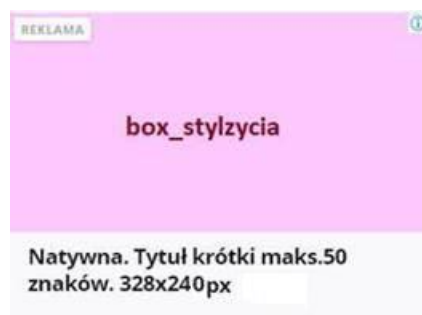 REKLAMA
box_stylzycia
Natywna. Tytuł krótki maks.50
znaków. 328x240px